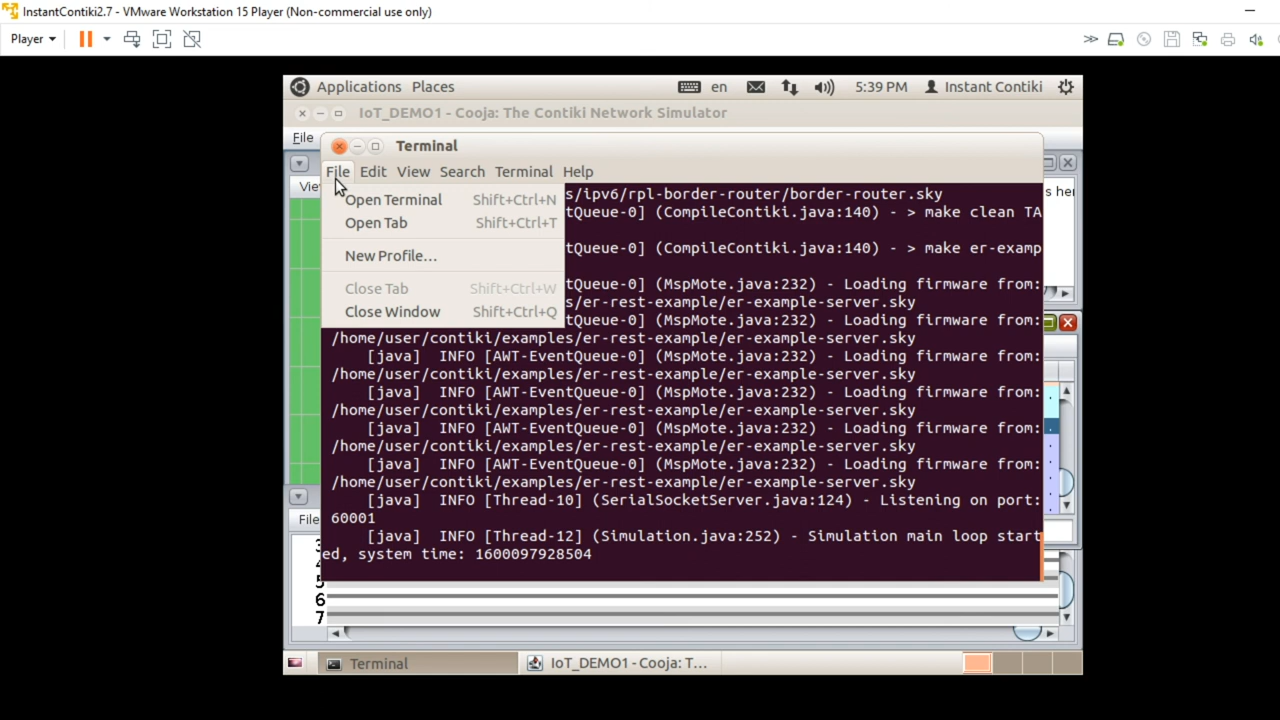 InstantContiki2.7 - VMware Workstation 15 Player (Non-commercial use only)
Player
Applications Places en 5:39 PM Instant Contiki
IoT_DEMO1 - Cooja: The Contiki Network Simulator
File
Terminal
File Edit View Search Terminal Help
Open Terminal Shift+Ctrl+N
Open Tab Shift+Ctrl+T
New Profile…
Close Tab Shift+Ctrl+W
Close Window Shift+Ctrl+Q
s/ipv6/rpl-border-router/border-router.sky
tQueue-0] (CompileContiki.java:140) - > make clean TA
tQueue-0] (CompileContiki.java:140) - > make er-examp
tQueue-0] (MspMote.java:232) - Loading firmware from:
s/er-rest-example/er-example-server.sky
tQueue-0] (MspMote.java:232) - Loading firmware from:
/home/user/contiki/examples/er-rest-example/er-example-server.sky
[java] INFO [AWT-EventQueue-0] (MspMote.java:232) - Loading firmware from:
/home/user/contiki/examples/er-rest-example/er-example-server.sky
[java] INFO [AWT-EventQueue-0] (MspMote.java:232) - Loading firmware from:
/home/user/contiki/examples/er-rest-example/er-example-server.sky
[java] INFO [AWT-EventQueue-0] (MspMote.java:232) - Loading firmware from:
/home/user/contiki/examples/er-rest-example/er-example-server.sky
[java] INFO [AWT-EventQueue-0] (MspMote.java:232) - Loading firmware from:
/home/user/contiki/examples/er-rest-example/er-example-server.sky
[java] INFO [Thread-10] (SerialSocketServer.java:124) - Listening on port:
60001
[java] INFO [Thread-12] (Simulation.java:252) - Simulation main loop start
ed, system time: 1600097928504
File
5
6
7
Terminal IoT_DEMO1 - Cooja: T...